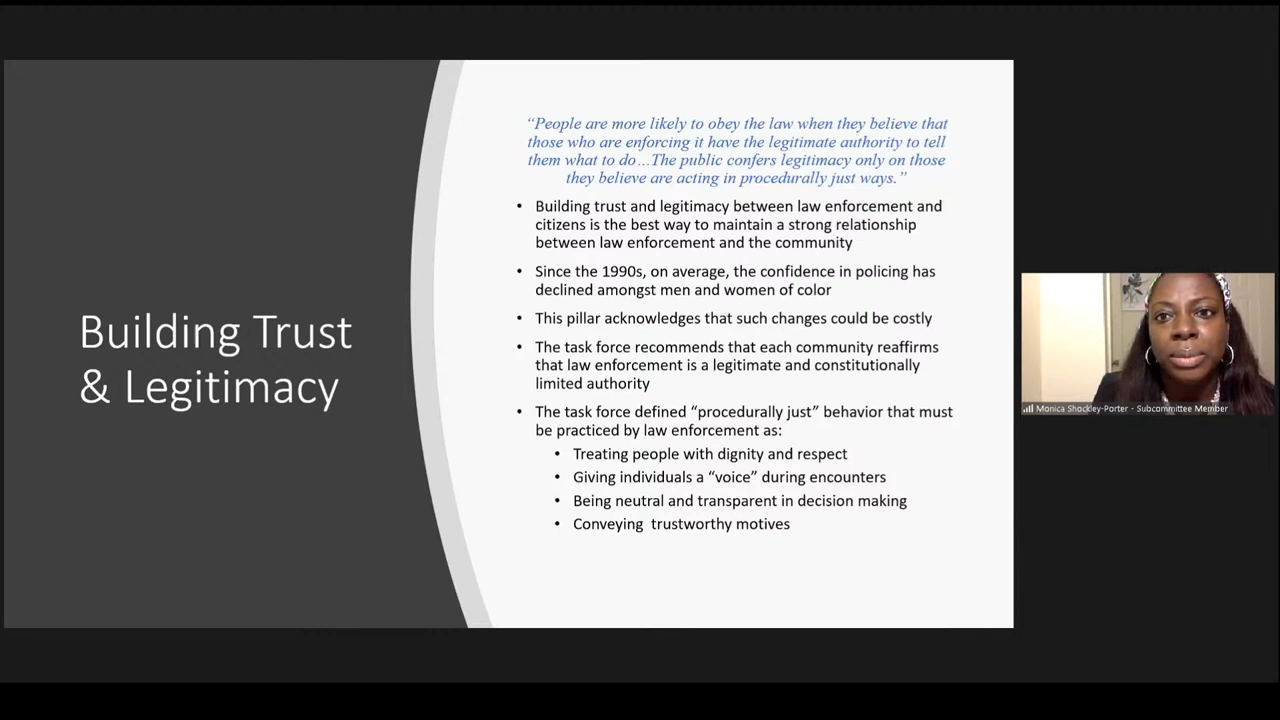 Building Trust
& Legitimacy
“People are more likely to obey the law when they believe that
those who are enforcing it have the legitimate authority to tell
them what to do…The public confers legitimacy only on those
they believe are acting in procedurally just ways.”
• Building trust and legitimacy between law enforcement and
citizens is the best way to maintain a strong relationship
between law enforcement and the community
• Since the 1990s, on average, the confidence in policing has
declined amongst men and women of color
• This pillar acknowledges that such changes could be costly
• The task force recommends that each community reaffirms
that law enforcement is a legitimate and constitutionally
limited authority
• The task force defined “procedurally just” behavior that must
be practiced by law enforcement as:
• Treating people with dignity and respect
• Giving individuals a “voice” during encounters
• Being neutral and transparent in decision making
• Conveying  trustworthy motives
Monica Shockley-Porter - Subcommittee Member